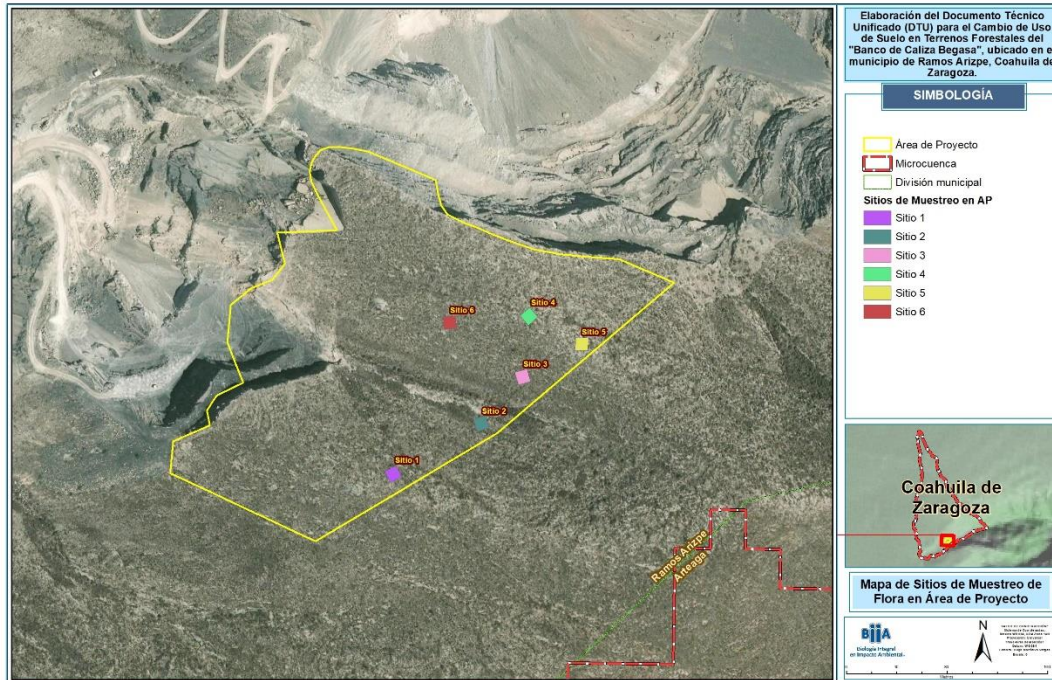 Elaboración del Documento Técnico
Unificado (DTU) para el Cambio de Uso
de Suelo en Terrenos Forestales del
"Banco de Caliza Begasa", ubicado en e
municipio de Ramos Arizpe, Coahuila de
Zaragoza.
SIMBOLOGÍA
Área de Proyecto
Microcuenca
División municipal
Sitios de Muestreo en AP
Sitio 1
Sitio 2
Sitio 3
Sitio 4
Sitio 5
Sitio 6
Sitio 4
Sitio 6
Sitio 5
Sitio 3
Sitio 2
Sitio 1
Ramos Arizpe
Arteaga
Coahuila de
Zaragoza
Mapa de Sitios de Muestreo de
Flora en Área de Proyecto
BIIA
Biología Integral
en Impacto Ambiental
N
Metros